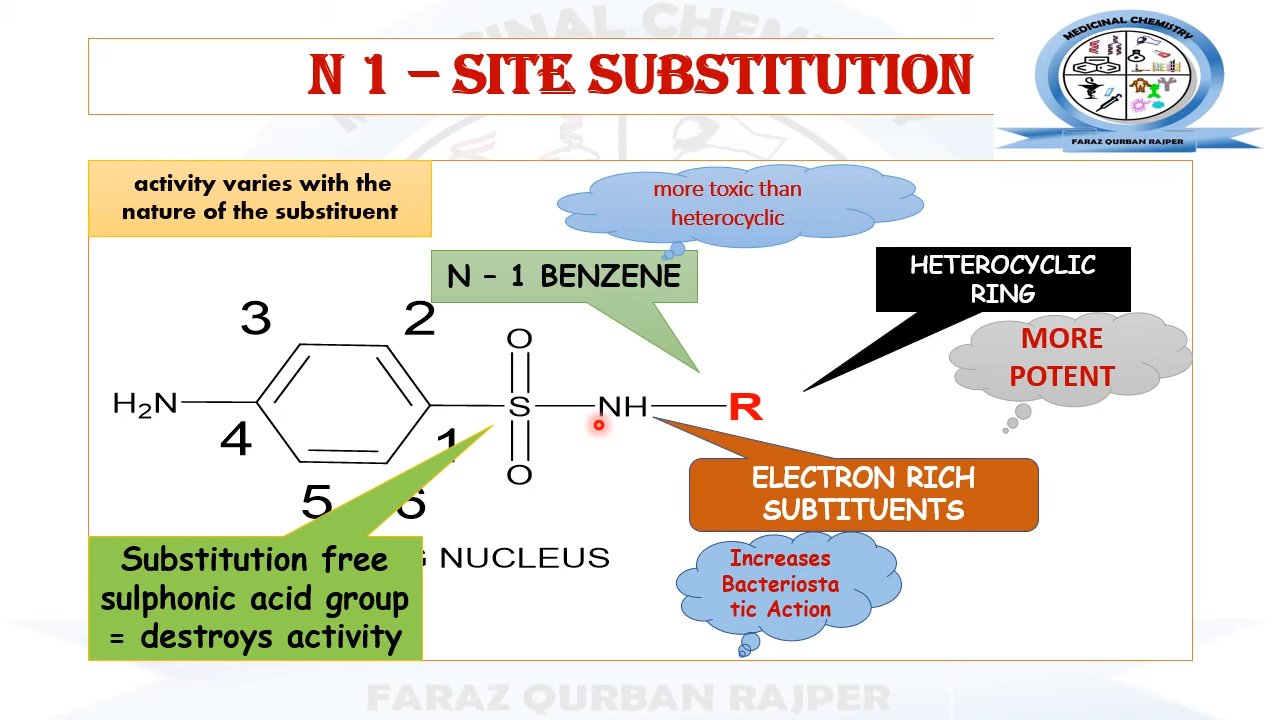 N 1 – SITE SUBSTITUTION
MEDICINAL CHEMISTRY
FARAZ QURBAN RAJPER
activity varies with the
nature of the substituent
more toxic than
heterocyclic
N – 1 BENZENE
HETEROCYCLIC
RING
MORE
POTENT
3
2
O
H2N
S
NH
R
4
1
O
5
6
ELECTRON RICH
SUBTITUENTS
Substitution free
sulphonic acid group
= destroys activity
NUCLEUS
Increases
Bacteriosta
tic Action
FARAZ QURBAN RAJPER